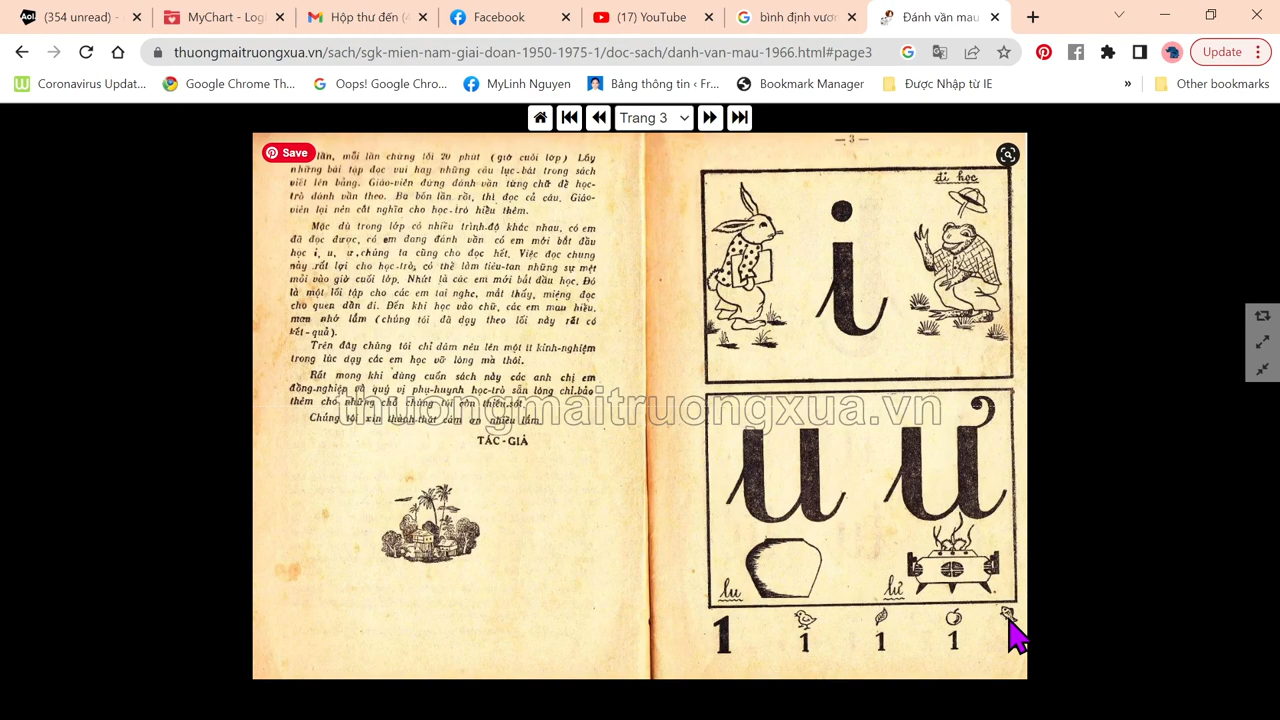 (354 unread) -
MyChart - Log
Hộp thư đến (4
Facebook
(17) YouTube
bình định vươ
Đánh vần mau
thuongmaitruongxua.vn/sach/sgk-mien-nam-giai-doan-1950-1975-1/doc-sach/danh-van-mau-1966.html#page3
Update
Coronavirus Updat...
Google Chrome Th...
Oops! Google Chro...
MyLinh Nguyen
Bảng thông tin ‹ Fr...
Bookmark Manager
Được Nhập từ IE
»
Other bookmarks
Trang 3
Save
lần, mỗi lần chừng tối 20 phút (giờ cuối lớp) Lấy
những bài tập đọc vui hay những câu lục-bát trong sách
viết lên bảng. Giáo-viên đứng đánh vần từng chữ để học-
trò đánh vần theo. Ba bốn lần rồi, thì đọc cả câu. Giáo-
viên lại nên cắt nghĩa cho học-trò hiểu thêm.
Mặc dù trong lớp có nhiều trình-độ khác nhau, có em
đã đọc được, có em đang đánh vần có em mới bắt đầu
học i, u, ư, chúng ta cũng cho đọc hết. Việc đọc chung
này rất lợi cho học-trò, có thể làm tiêu-tan những sự mệt
mỏi vào giờ cuối lớp. Nhứt là các em mới bắt đầu học. Đó
là một lối tập cho các em tai nghe, mắt thấy, miệng đọc
cho quen dần đi. Đến khi học vào chữ, các em mau hiểu,
mau nhớ lắm (chúng tôi đã dạy theo lối này rất có
kết-quả).
Trên đây chúng tôi chỉ dám nêu lên một ít kinh-nghiệm
trong lúc dạy các em học vỡ lòng mà thôi.
Rất mong khi dùng cuốn sách này các anh chị em
đồng-nghiệp và quý vị phụ-huynh học-trò sẵn lòng chỉ-bảo
thêm cho những chỗ chúng tôi còn thiếu-sót.
Chúng tôi xin thành-thật cám ơn nhiều lắm.
TÁC-GIẢ
— 3 —
đi học
i
u ư
lu
lư
1 1 1 1
thuongmaitruongxua.vn